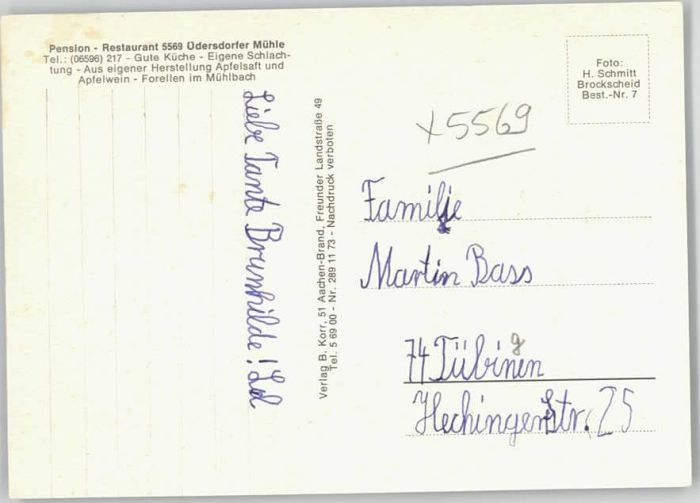 Pension - Restaurant 5569 Üdersdorfer Mühle
Tel.: (06596) 217 - Gute Küche - Eigene Schlach-
tung - Aus eigener Herstellung Apfelsaft und
Apfelwein - Forellen im Mühlbach
Liebe Tante Brunhilde!
Verlag B. Korr, 51 Aachen-Brand, Freunder Landstraße 49
Tel. 5 69 00 - Nr. 289 11 73 - Nachdruck verboten
Foto:
H. Schmitt
Brockscheid
Best.-Nr. 7
x5569
Familie
Martin Bass
74 Tübingen
Hechingerstr. 25